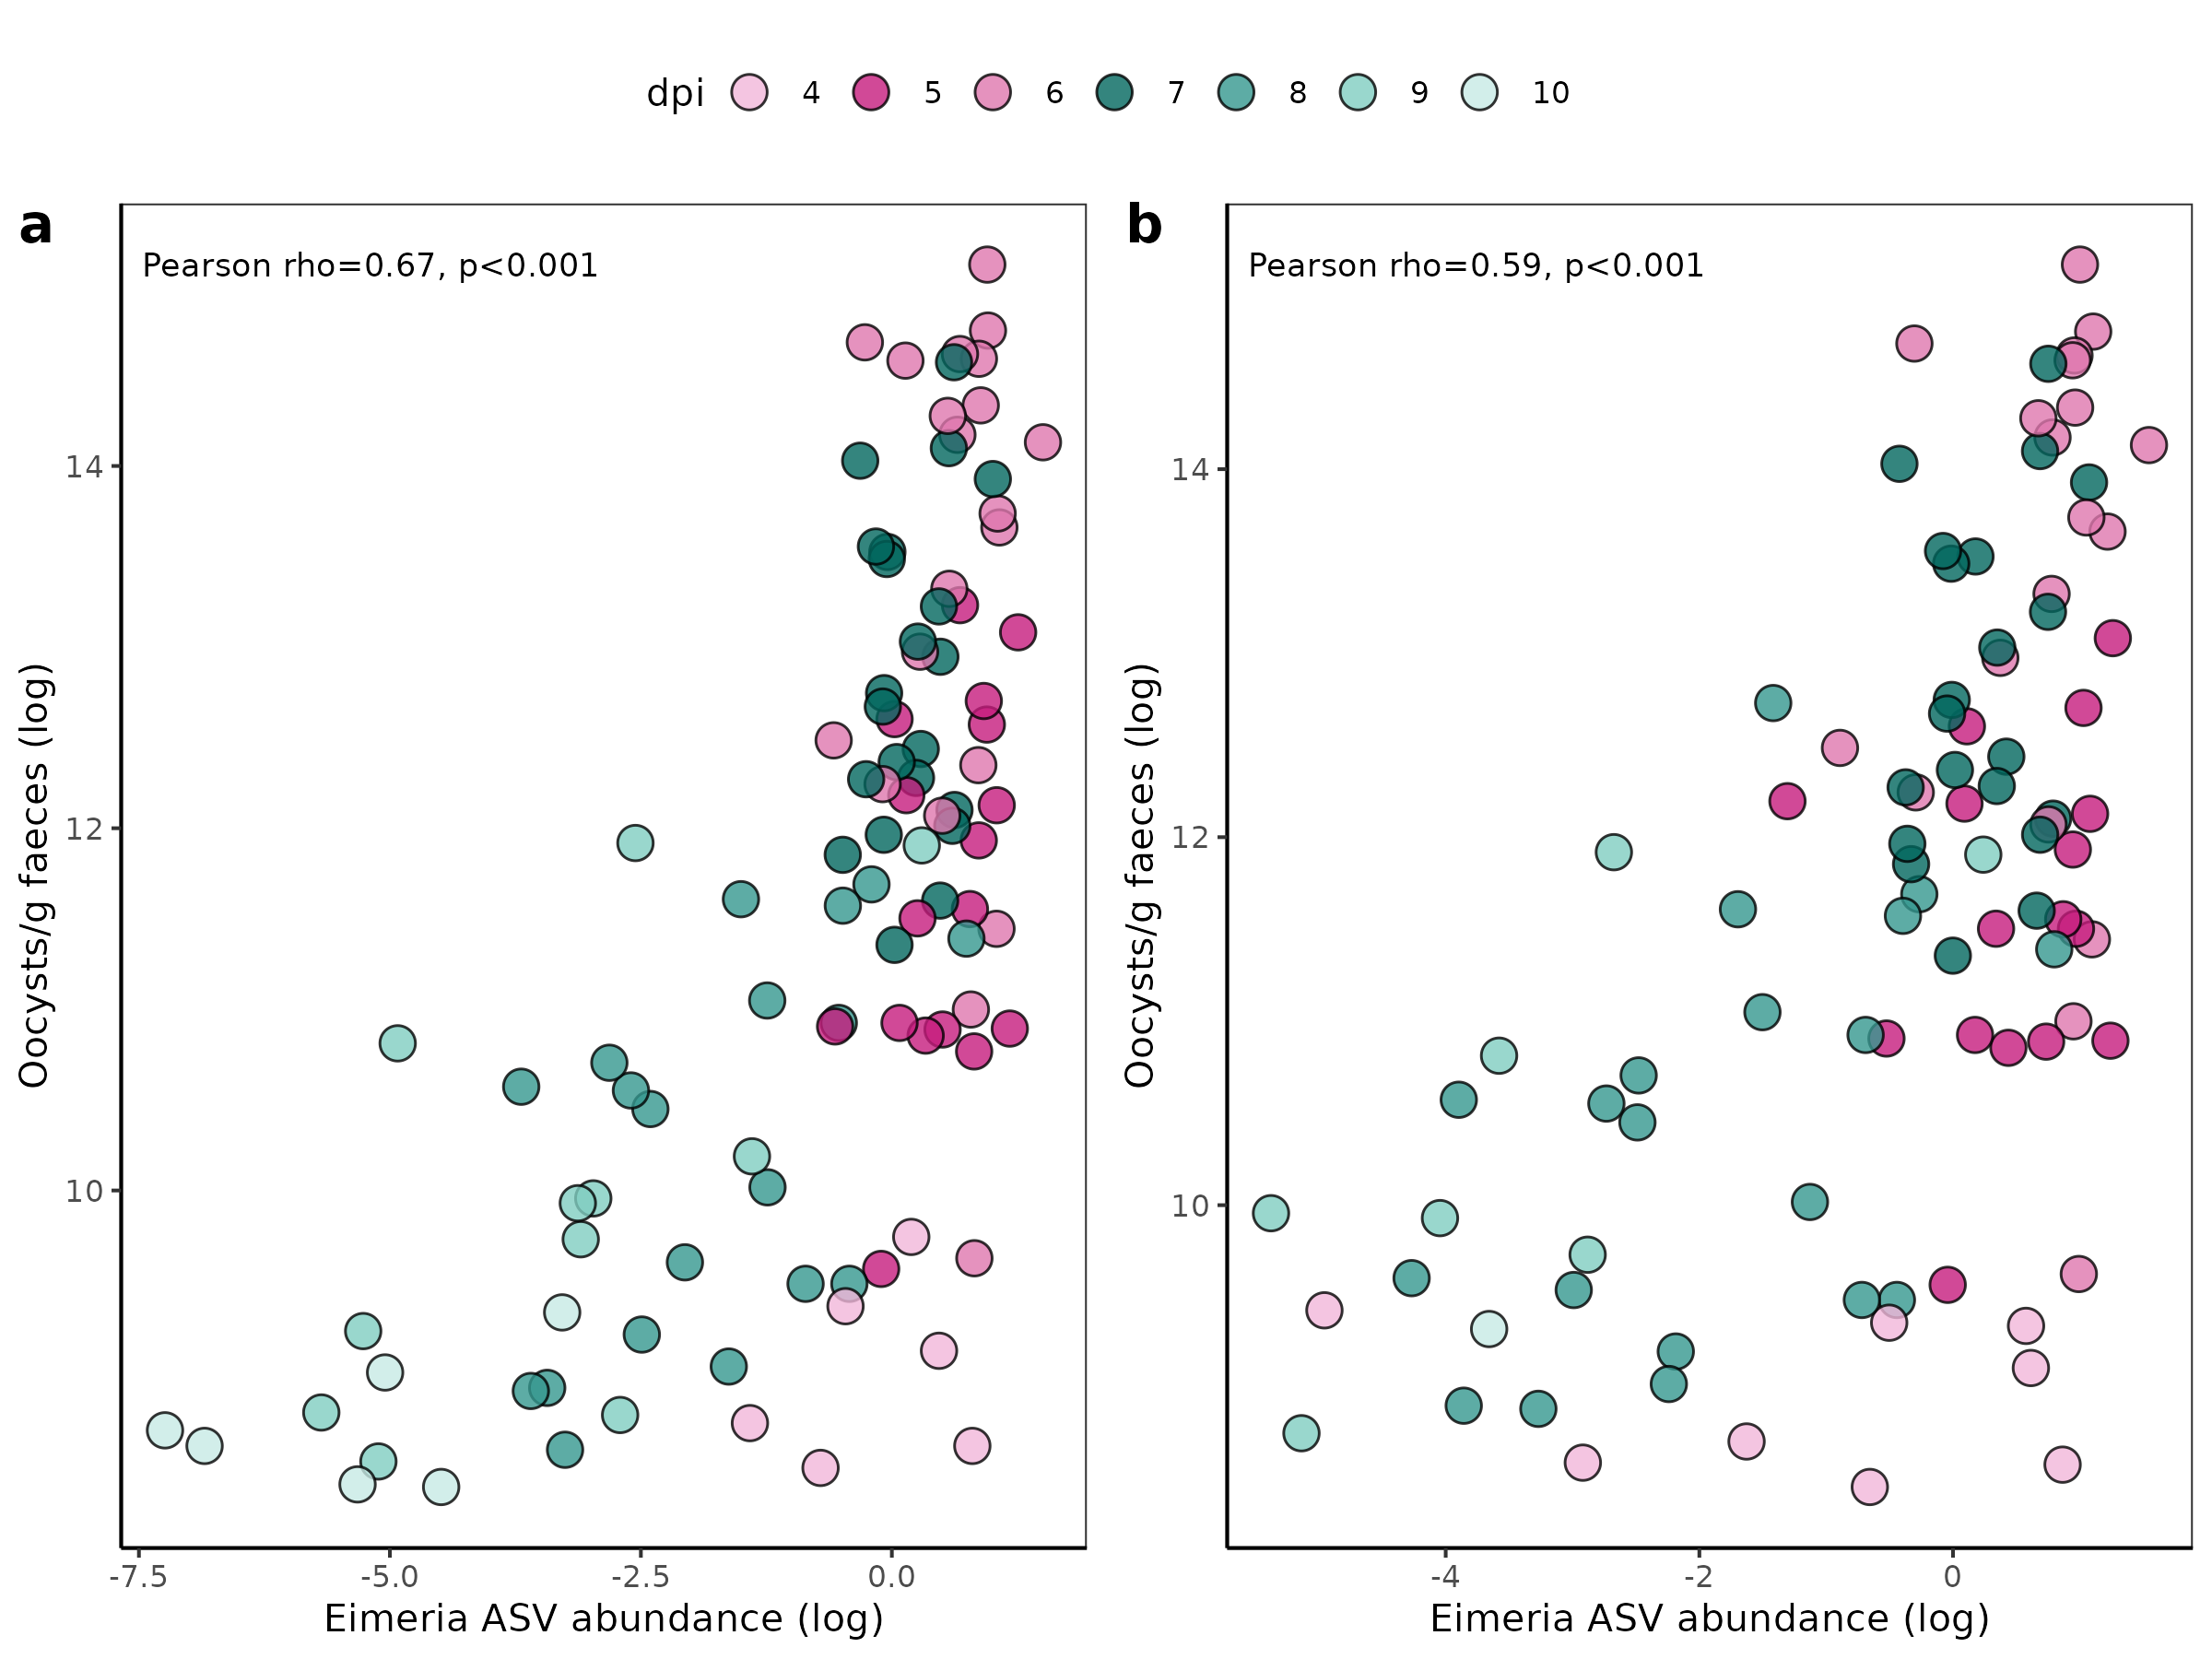 dpi 4 5 6 7 8 9 10
a
Pearson rho=0.67, p<0.001
14
12
10
Oocysts/g faeces (log)
-7.5 -5.0 -2.5 0.0
Eimeria ASV abundance (log)
b
Pearson rho=0.59, p<0.001
14
12
10
Oocysts/g faeces (log)
-4 -2 0
Eimeria ASV abundance (log)